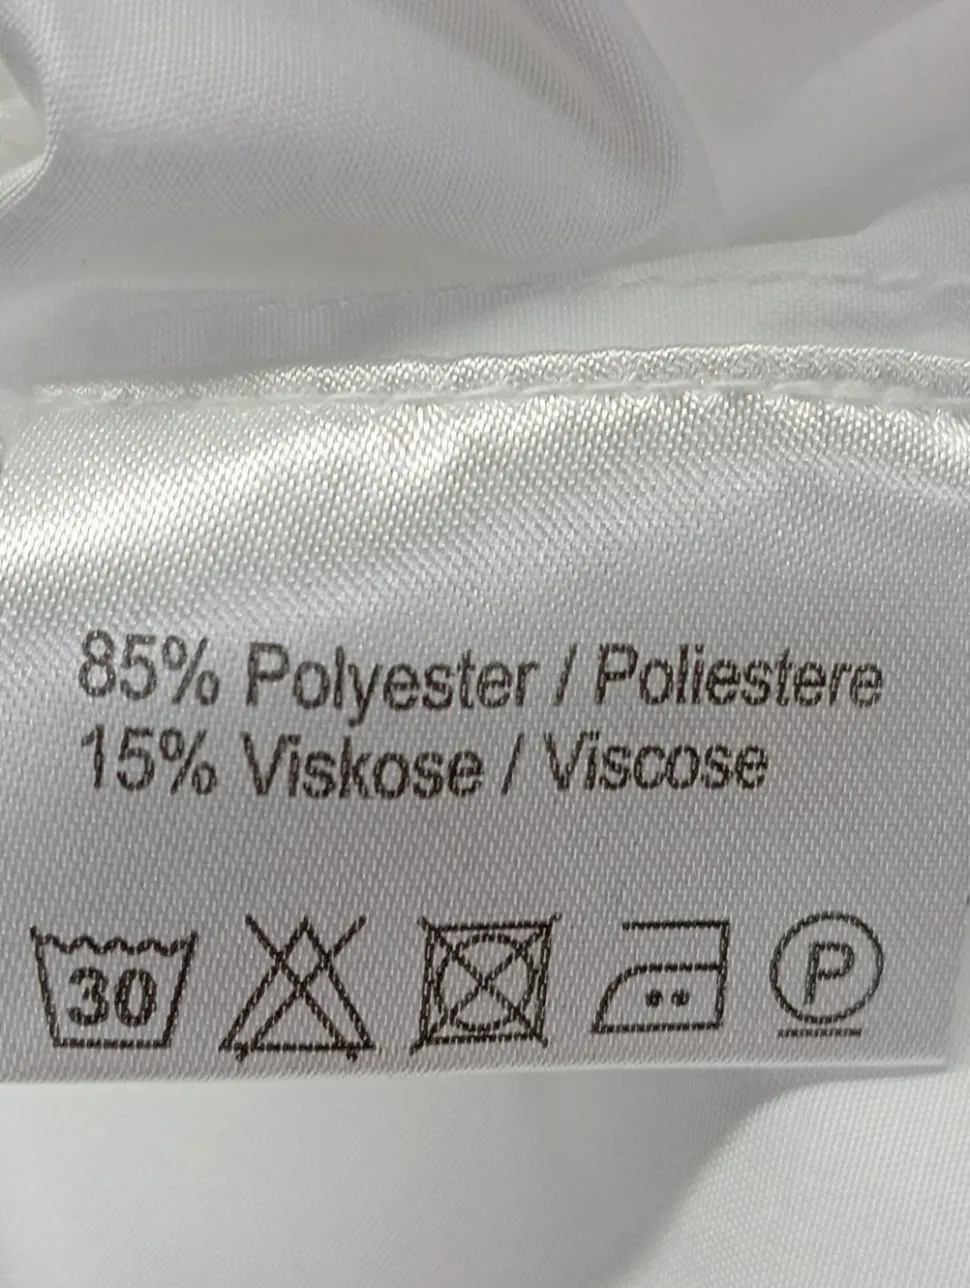 85% Polyester / Poliestere
15% Viskose / Viscose
30 P